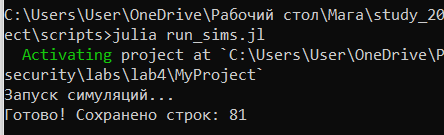 C:\Users\User\OneDrive\Рабочий стол\Мага\study_20
ect\scripts>julia run_sims.jl
Activating project at `C:\Users\User\OneDrive\Р
security\labs\lab4\MyProject`
Запуск симуляций...
Готово! Сохранено строк: 81